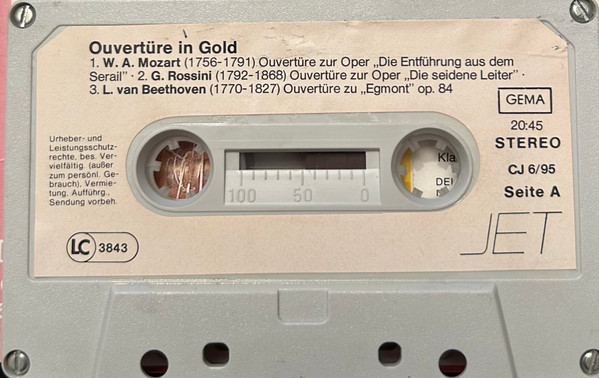 Ouvertüre in Gold
1. W. A. Mozart (1756-1791) Ouvertüre zur Oper „Die Entführung aus dem
Serail" · 2. G. Rossini (1792-1868) Ouvertüre zur Oper „Die seidene Leiter" ·
3. L. van Beethoven (1770-1827) Ouvertüre zu „Egmont" op. 84
GEMA
20:45
STEREO
CJ 6/95
Seite A
JET
Urheber- und
Leistungsschutz-
rechte, bes. Ver-
vielfältig. (außer
zum persönl. Ge-
brauch), Vermie-
tung, Aufführg.,
Sendung vorbeh.
LC 3843
100 50 0
Kla
DEI